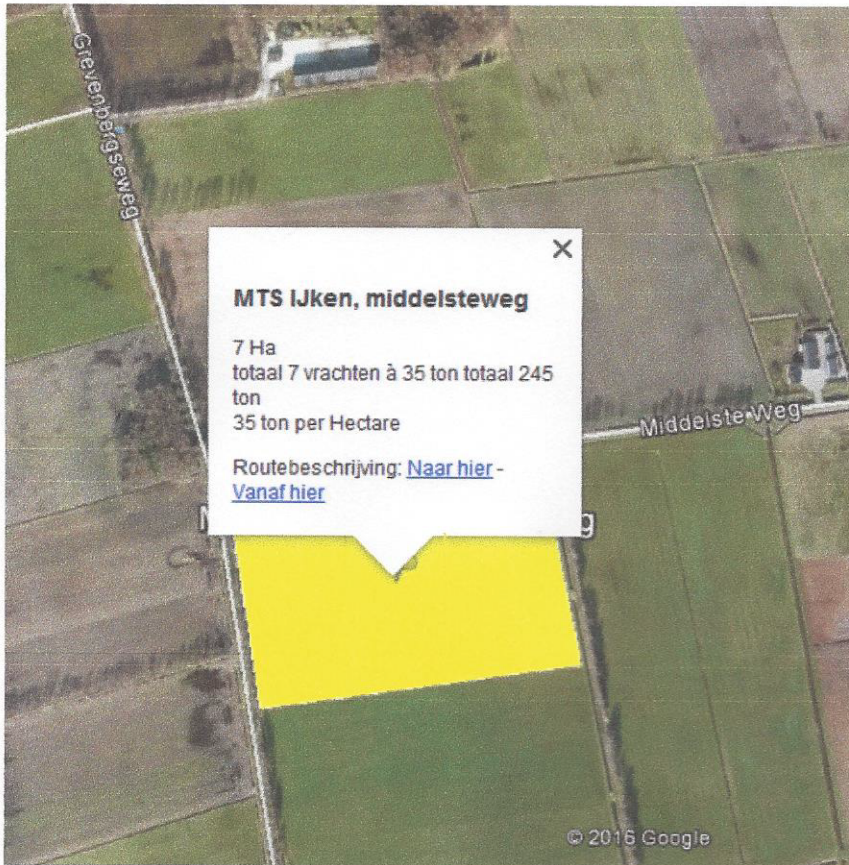 Grevenbergseweg
MTS IJken, middelsteweg
7 Ha
totaal 7 vrachten à 35 ton totaal 245
ton
35 ton per Hectare
Routebeschrijving: Naar hier -
Vanaf hier
Middelste Weg
© 2016 Google